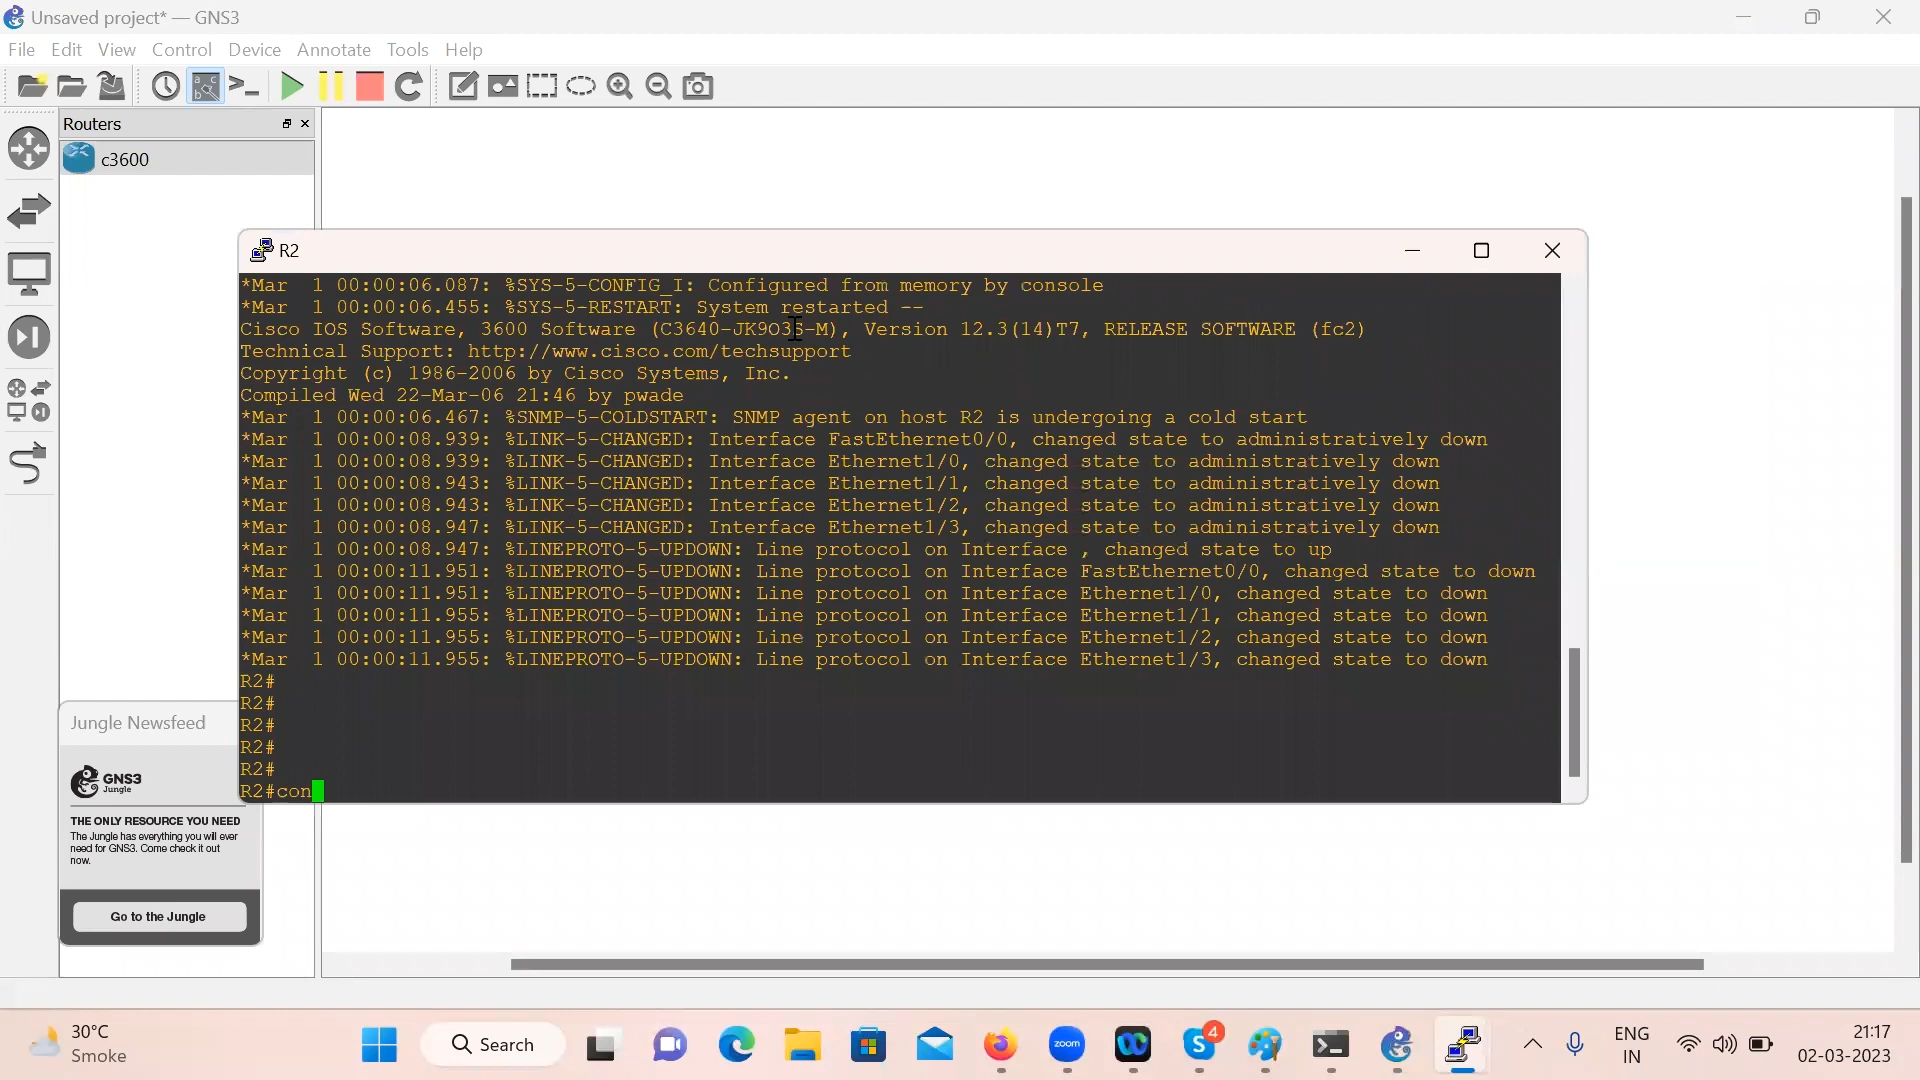 Unsaved project* — GNS3
File Edit View Control Device Annotate Tools Help
Routers
c3600
R2
*Mar  1 00:00:06.087: %SYS-5-CONFIG_I: Configured from memory by console
*Mar  1 00:00:06.455: %SYS-5-RESTART: System restarted --
Cisco IOS Software, 3600 Software (C3640-JK9O3S-M), Version 12.3(14)T7, RELEASE SOFTWARE (fc2)
Technical Support: http://www.cisco.com/techsupport
Copyright (c) 1986-2006 by Cisco Systems, Inc.
Compiled Wed 22-Mar-06 21:46 by pwade
*Mar  1 00:00:06.467: %SNMP-5-COLDSTART: SNMP agent on host R2 is undergoing a cold start
*Mar  1 00:00:08.939: %LINK-5-CHANGED: Interface FastEthernet0/0, changed state to administratively down
*Mar  1 00:00:08.939: %LINK-5-CHANGED: Interface Ethernet1/0, changed state to administratively down
*Mar  1 00:00:08.943: %LINK-5-CHANGED: Interface Ethernet1/1, changed state to administratively down
*Mar  1 00:00:08.943: %LINK-5-CHANGED: Interface Ethernet1/2, changed state to administratively down
*Mar  1 00:00:08.947: %LINK-5-CHANGED: Interface Ethernet1/3, changed state to administratively down
*Mar  1 00:00:08.947: %LINEPROTO-5-UPDOWN: Line protocol on Interface , changed state to up
*Mar  1 00:00:11.951: %LINEPROTO-5-UPDOWN: Line protocol on Interface FastEthernet0/0, changed state to down
*Mar  1 00:00:11.951: %LINEPROTO-5-UPDOWN: Line protocol on Interface Ethernet1/0, changed state to down
*Mar  1 00:00:11.955: %LINEPROTO-5-UPDOWN: Line protocol on Interface Ethernet1/1, changed state to down
*Mar  1 00:00:11.955: %LINEPROTO-5-UPDOWN: Line protocol on Interface Ethernet1/2, changed state to down
*Mar  1 00:00:11.955: %LINEPROTO-5-UPDOWN: Line protocol on Interface Ethernet1/3, changed state to down
R2#
R2#
R2#
R2#
R2#
R2#con
Jungle Newsfeed
GNS3
Jungle
THE ONLY RESOURCE YOU NEED
The Jungle has everything you will ever
need for GNS3. Come check it out
now.
Go to the Jungle
30°C
Smoke
Search
zoom
4
ENG
IN
21:17
02-03-2023